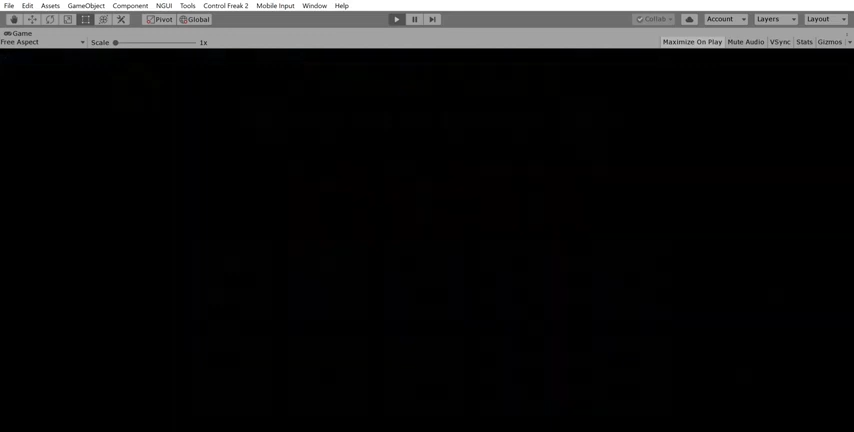 File Edit Assets GameObject Component NGUI Tools Control Freak 2 Mobile Input Window Help
Pivot Global Collab Account Layers Layout
Game
Free Aspect Scale 1x Maximize On Play Mute Audio VSync Stats Gizmos